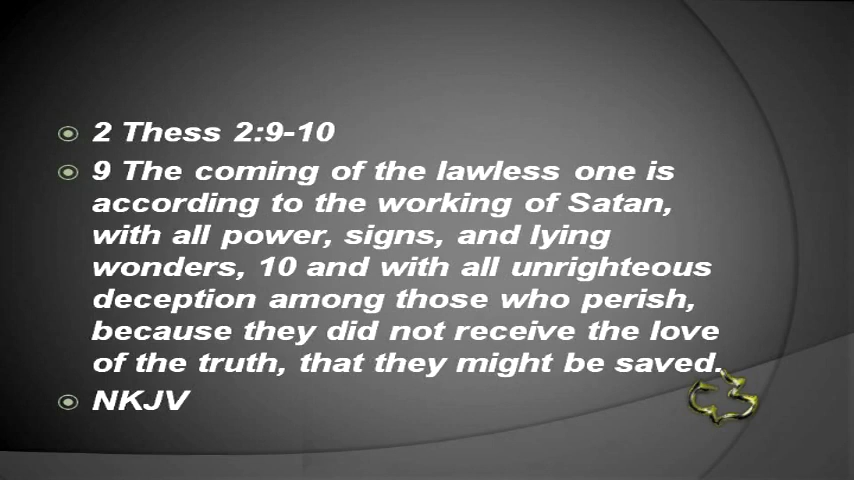 2 Thess 2:9-10
9 The coming of the lawless one is
according to the working of Satan,
with all power, signs, and lying
wonders, 10 and with all unrighteous
deception among those who perish,
because they did not receive the love
of the truth, that they might be saved.
NKJV